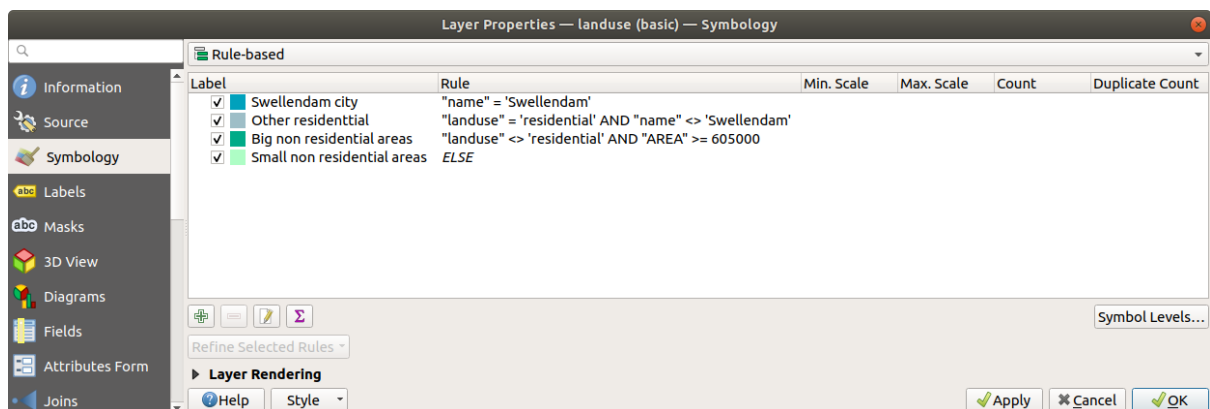 Layer Properties — landuse (basic) — Symbology
Rule-based
Information
Source
Symbology
abc Labels
abc Masks
3D View
Diagrams
Fields
Attributes Form
Joins
Label Rule Min. Scale Max. Scale Count Duplicate Count
Swellendam city "name" = 'Swellendam'
Other residenttial "landuse" = 'residential' AND "name" <> 'Swellendam'
Big non residential areas "landuse" <> 'residential' AND "AREA" >= 605000
Small non residential areas ELSE
Σ
Symbol Levels...
Refine Selected Rules
Layer Rendering
Help Style Apply Cancel OK